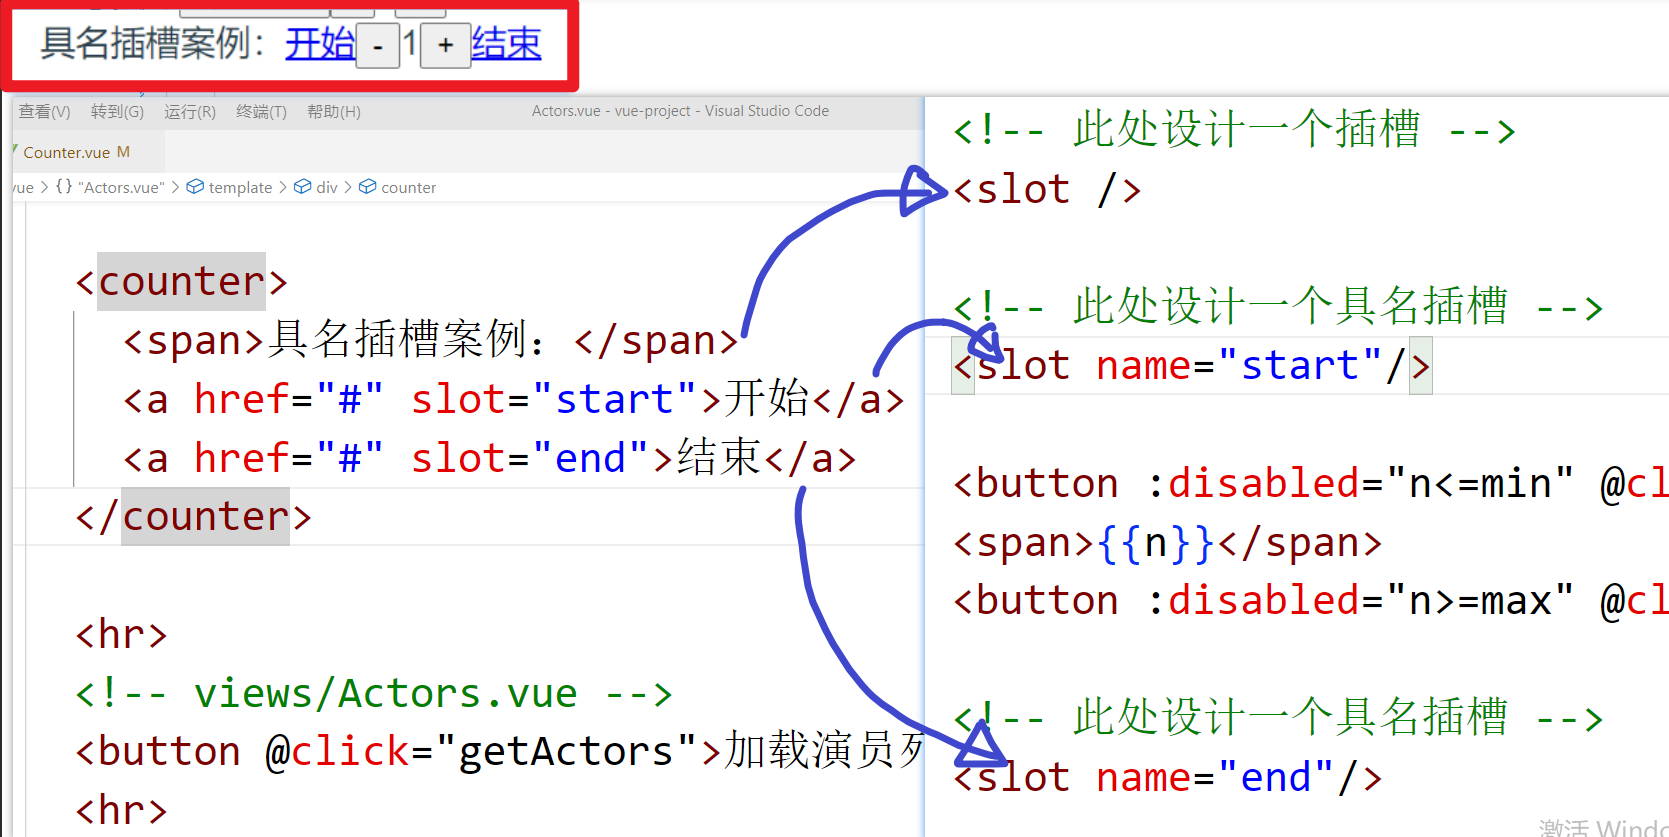 具名插槽案例：开始 - 1 + 结束
查看(V) 转到(G) 运行(R) 终端(T) 帮助(H) Actors.vue - vue-project - Visual Studio Code
Counter.vue M
vue > {} "Actors.vue" > template > div > counter
<counter>
<span>具名插槽案例：</span>
<a href="#" slot="start">开始</a>
<a href="#" slot="end">结束</a>
</counter>
<hr>
<!-- views/Actors.vue -->
<button @click="getActors">加载演员
<hr>
<!-- 此处设计一个插槽 -->
<slot />
<!-- 此处设计一个具名插槽 -->
<slot name="start"/>
<button :disabled="n<=min" @cl
<span>{{n}}</span>
<button :disabled="n>=max" @cl
<!-- 此处设计一个具名插槽 -->
<slot name="end"/>
激活 Windo